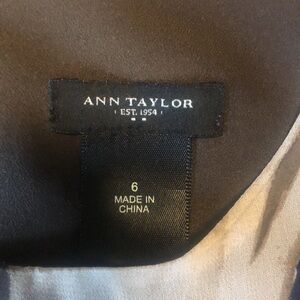 ANN TAYLOR
EST. 1954
6
MADE IN
CHINA